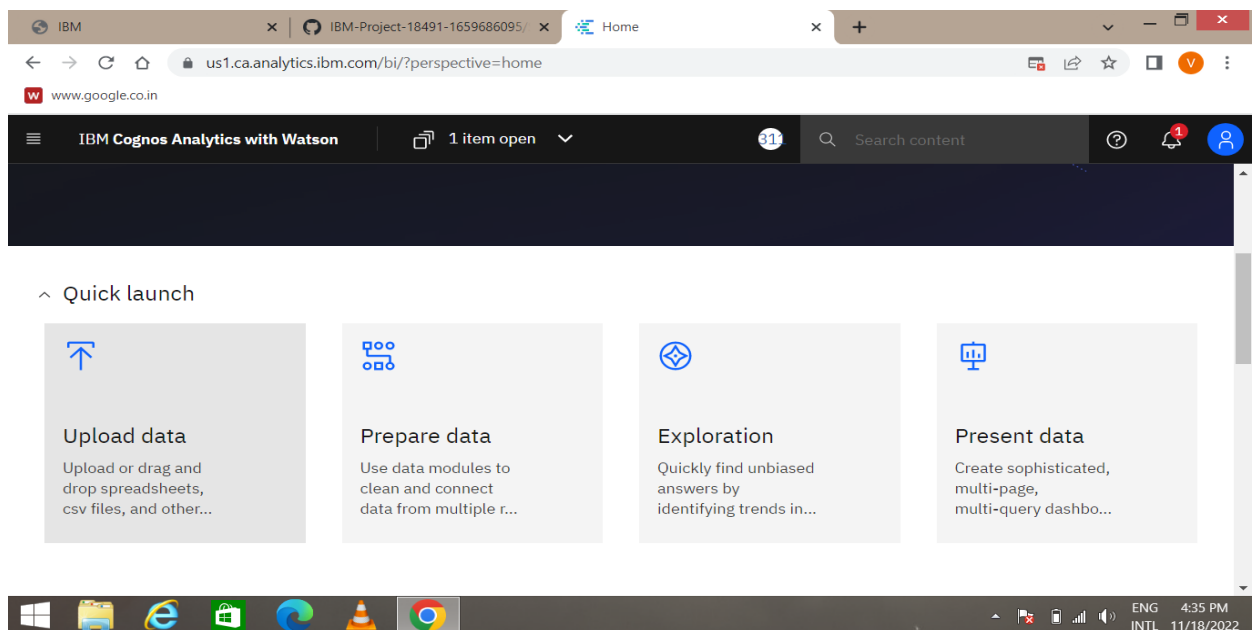 IBM
IBM-Project-18491-1659686095/
Home
us1.ca.analytics.ibm.com/bi/?perspective=home
V
w www.google.co.in
IBM Cognos Analytics with Watson
1 item open
311
Search content
1
Quick launch
Upload data
Upload or drag and
drop spreadsheets,
csv files, and other...
Prepare data
Use data modules to
clean and connect
data from multiple r...
Exploration
Quickly find unbiased
answers by
identifying trends in...
Present data
Create sophisticated,
multi-page,
multi-query dashbo...
ENG 4:35 PM
INTL 11/18/2022